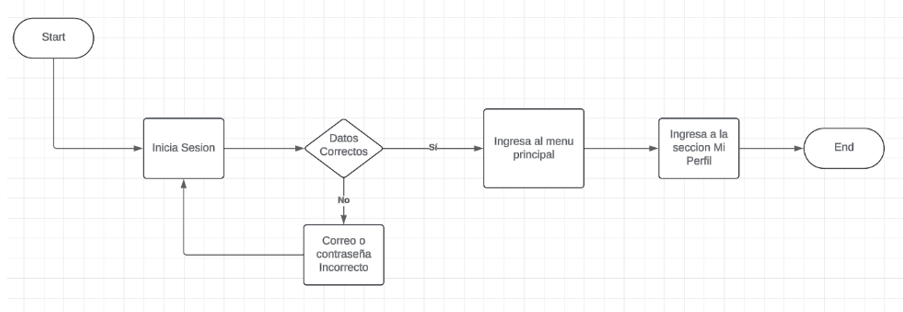 Start
Inicia Sesion
Datos
Correctos
Sí
Ingresa al menu
principal
Ingresa a la
seccion Mi
Perfil
End
No
Correo o
contraseña
Incorrecto